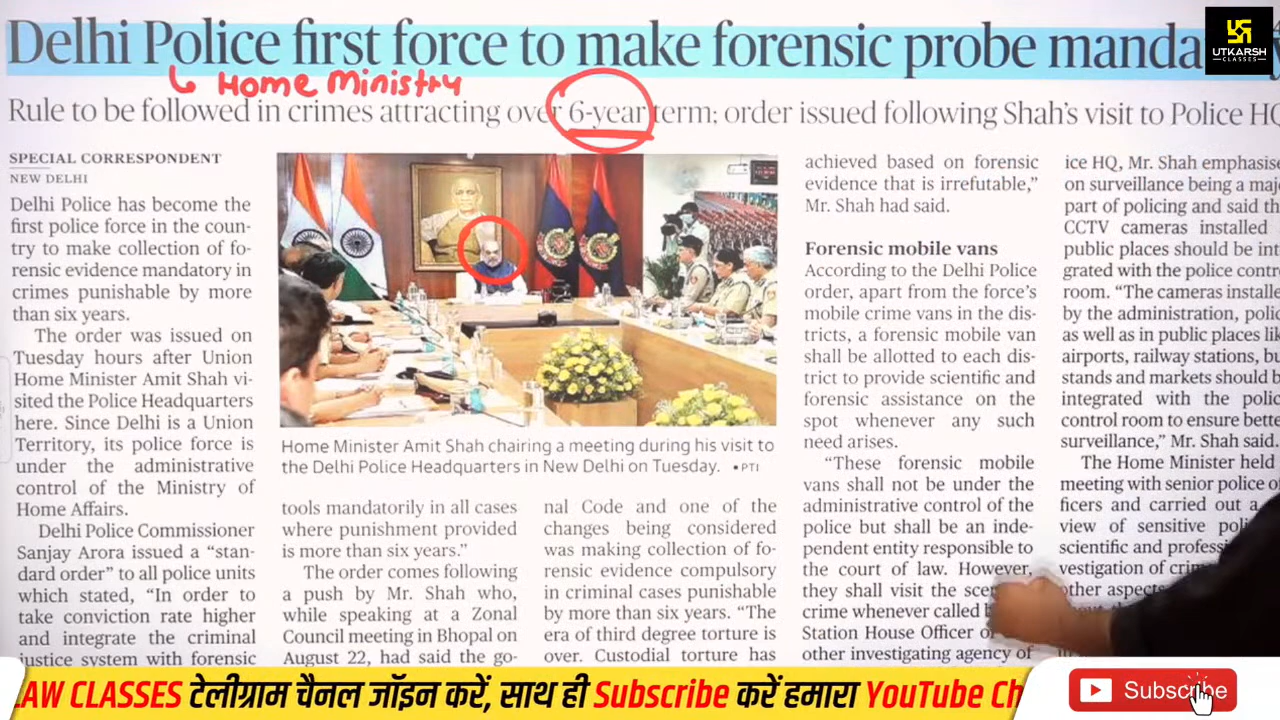 Delhi Police first force to make forensic probe manda
UTKARSH
CLASSES
Home Ministry
Rule to be followed in crimes attracting over 6-year term; order issued following Shah's visit to Police HQ
SPECIAL CORRESPONDENT
NEW DELHI
Delhi Police has become the
first police force in the coun-
try to make collection of fo-
rensic evidence mandatory in
crimes punishable by more
than six years.
The order was issued on
Tuesday hours after Union
Home Minister Amit Shah vi-
sited the Police Headquarters
here. Since Delhi is a Union
Territory, its police force is
under the administrative
control of the Ministry of
Home Affairs.
Delhi Police Commissioner
Sanjay Arora issued a “stan-
dard order” to all police units
which stated, “In order to
take conviction rate higher
and integrate the criminal
justice system with forensic
Home Minister Amit Shah chairing a meeting during his visit to
the Delhi Police Headquarters in New Delhi on Tuesday. • PTI
tools mandatorily in all cases
where punishment provided
is more than six years.”
The order comes following
a push by Mr. Shah who,
while speaking at a Zonal
Council meeting in Bhopal on
August 22, had said the go-
nal Code and one of the
changes being considered
was making collection of fo-
rensic evidence compulsory
in criminal cases punishable
by more than six years. “The
era of third degree torture is
over. Custodial torture has
achieved based on forensic
evidence that is irrefutable,”
Mr. Shah had said.
Forensic mobile vans
According to the Delhi Police
order, apart from the force's
mobile crime vans in the dis-
tricts, a forensic mobile van
shall be allotted to each dis-
trict to provide scientific and
forensic assistance on the
spot whenever any such
need arises.
“These forensic mobile
vans shall not be under the
administrative control of the
police but shall be an inde-
pendent entity responsible to
the court of law. However,
they shall visit the sce
crime whenever called
Station House Officer o
other investigating agency of
ice HQ, Mr. Shah emphasise
on surveillance being a maj
part of policing and said th
CCTV cameras installed
public places should be int
grated with the police contr
room. “The cameras installe
by the administration, polic
as well as in public places lik
airports, railway stations, bu
stands and markets should b
integrated with the polic
control room to ensure bette
surveillance,” Mr. Shah said.
The Home Minister held
meeting with senior police of
ficers and carried out a
view of sensitive poli
scientific and profess
vestigation of crim
other aspects
LAW CLASSES टेलीग्राम चैनल जॉइन करें, साथ ही Subscribe करें हमारा YouTube Ch
Subscribe